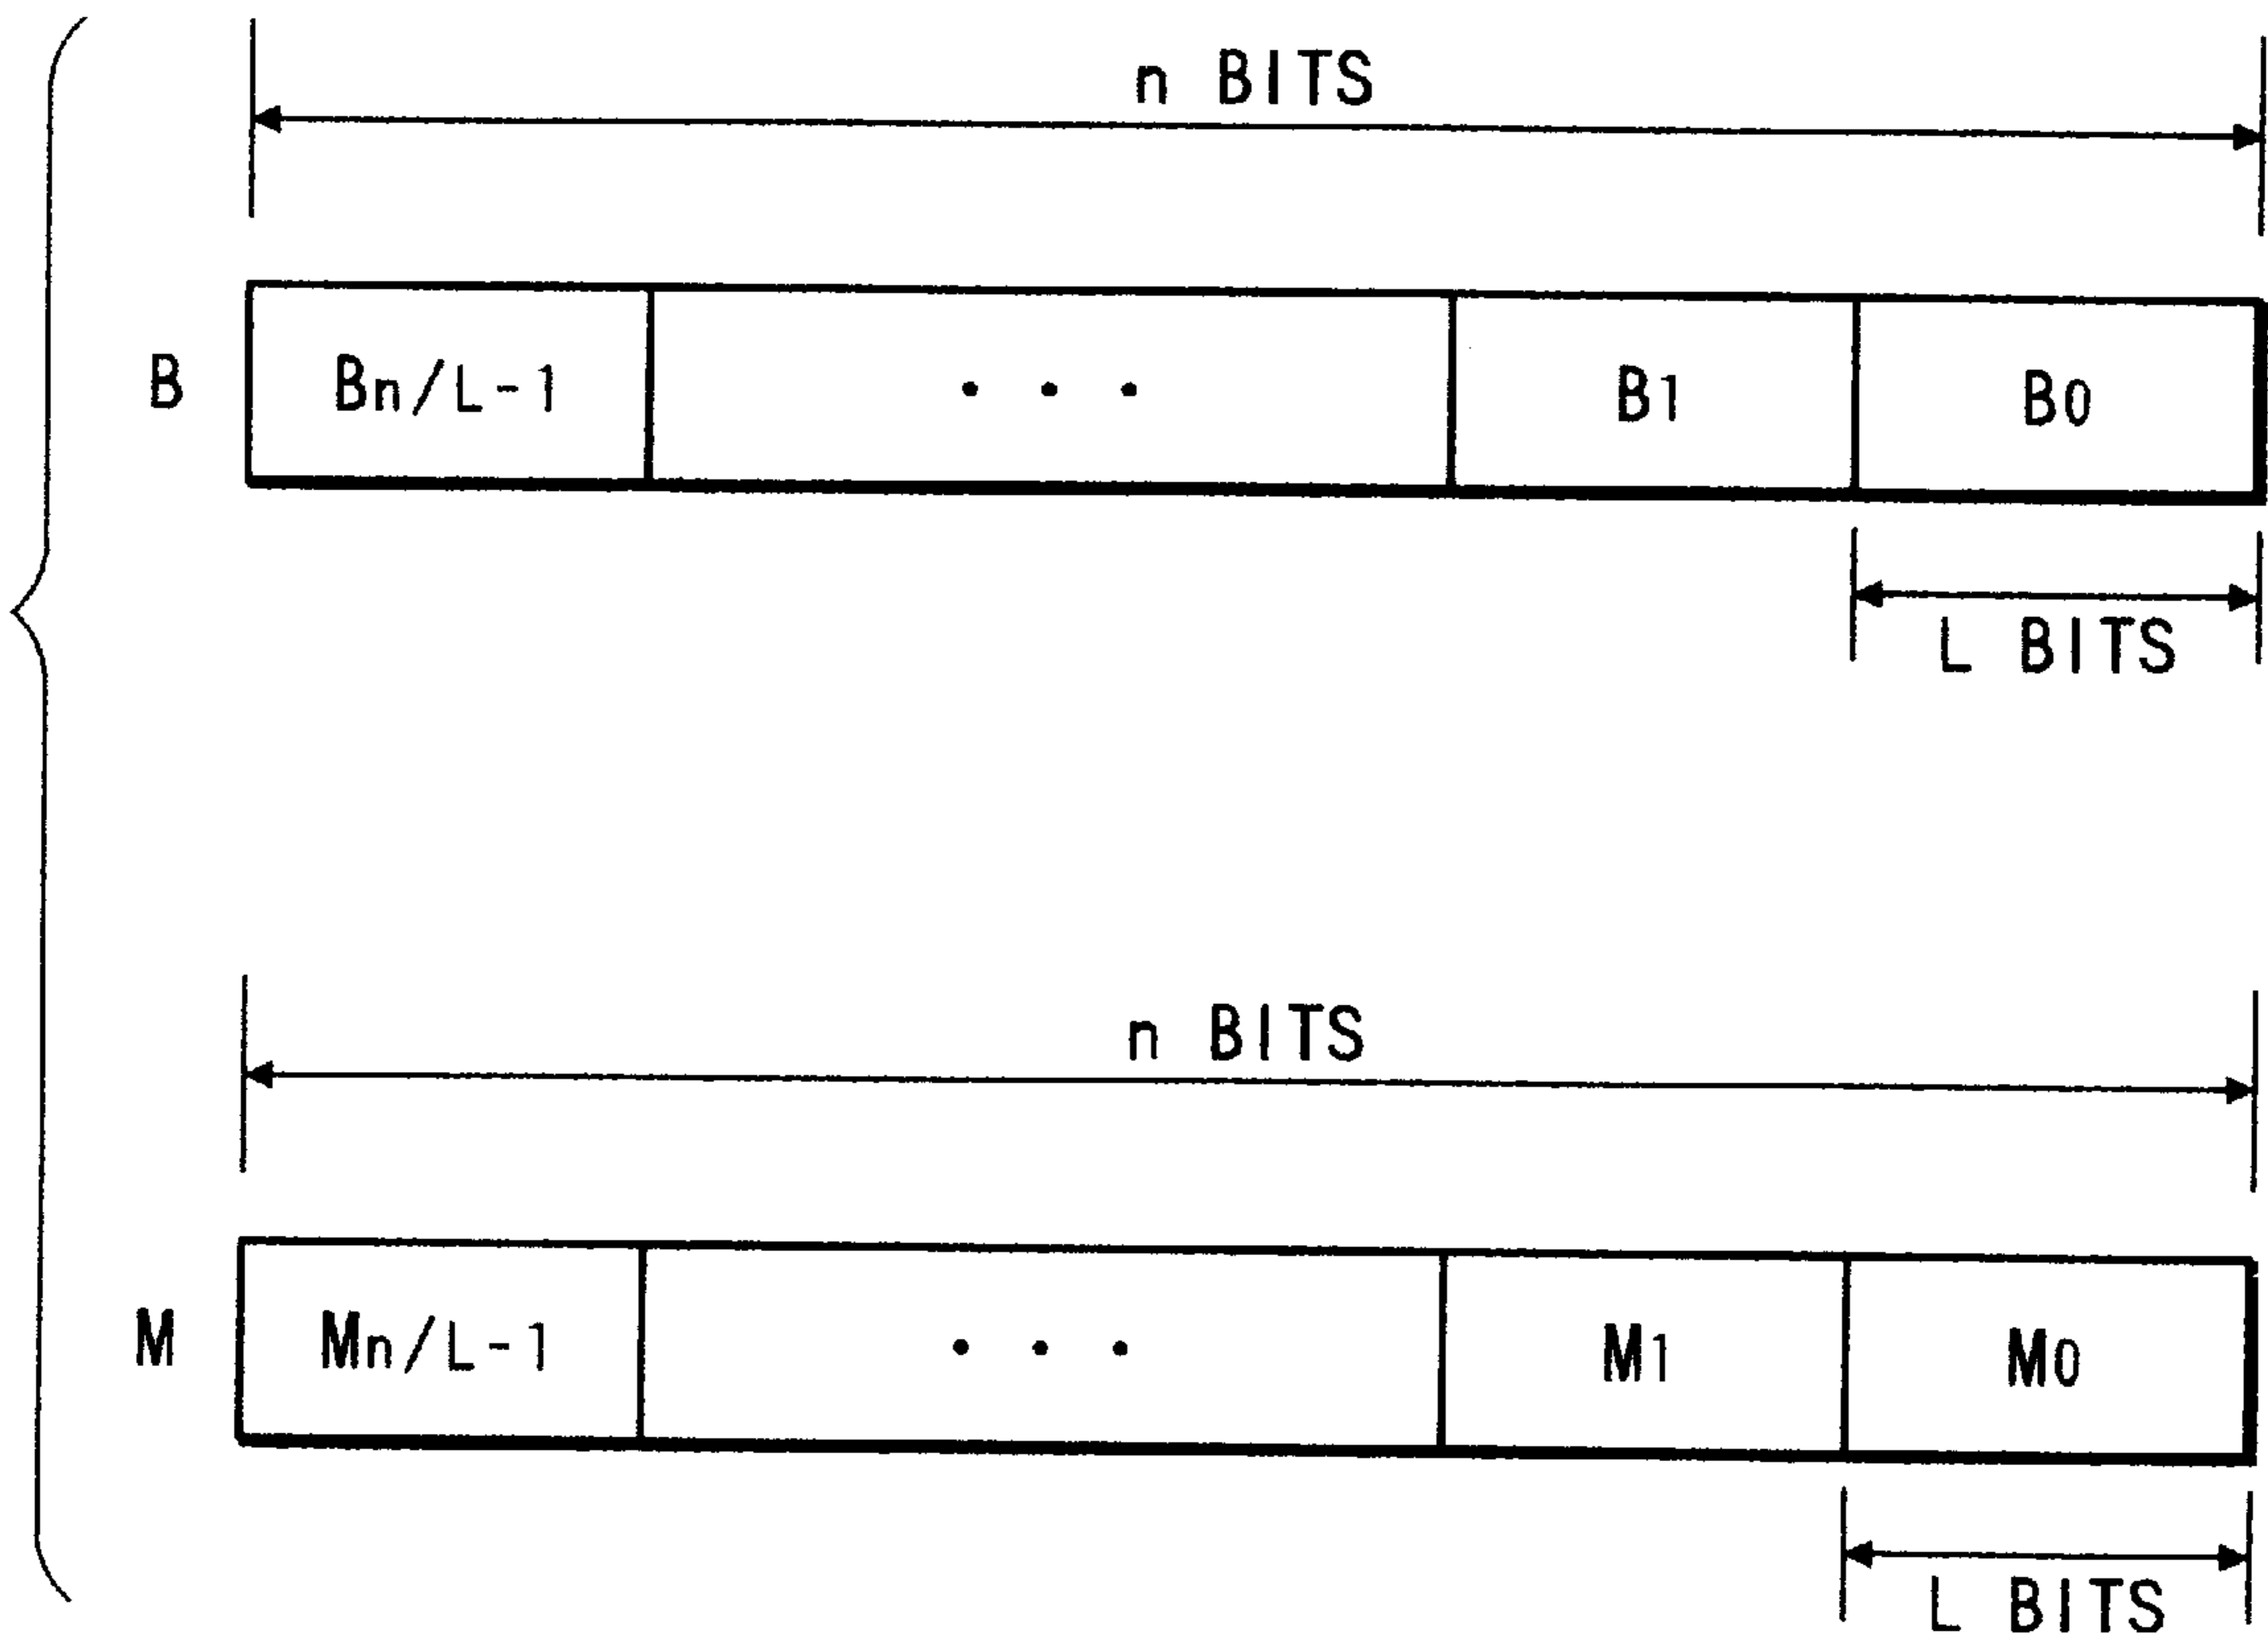 n BITS
B Bn/L-1 • • • B1 B0
L BITS
n BITS
M Mn/L-1 • • • M1 M0
L BITS